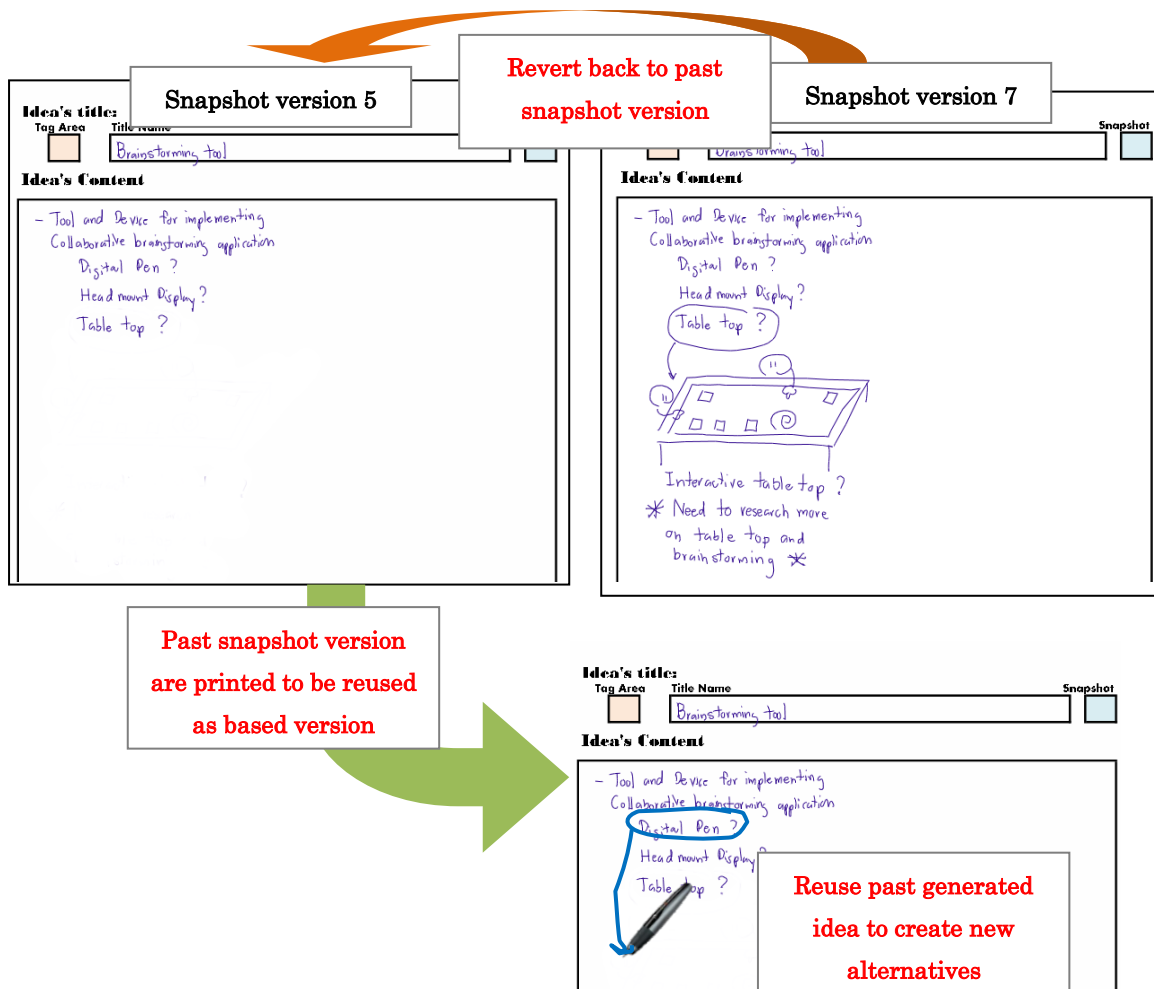 Revert back to past
snapshot version
Snapshot version 5
Snapshot version 7
Idea's title:
Tag Area Title Name
Brainstorming tool
Idea's Content
- Tool and Device for implementing
Collaborative brainstorming application
Digital Pen ?
Head mount Display ?
Table top ?
Snapshot
Brainstorming tool
Idea's Content
- Tool and Device for implementing
Collaborative brainstorming application
Digital Pen ?
Head mount Display ?
Table top ?
Interactive table top ?
* Need to research more
on table top and
brainstorming *
Past snapshot version
are printed to be reused
as based version
Idea's title:
Tag Area Title Name Snapshot
Brainstorming tool
Idea's Content
- Tool and Device for implementing
Collaborative brainstorming application
Digital Pen ?
Head mount Display ?
Table top ?
Reuse past generated
idea to create new
alternatives